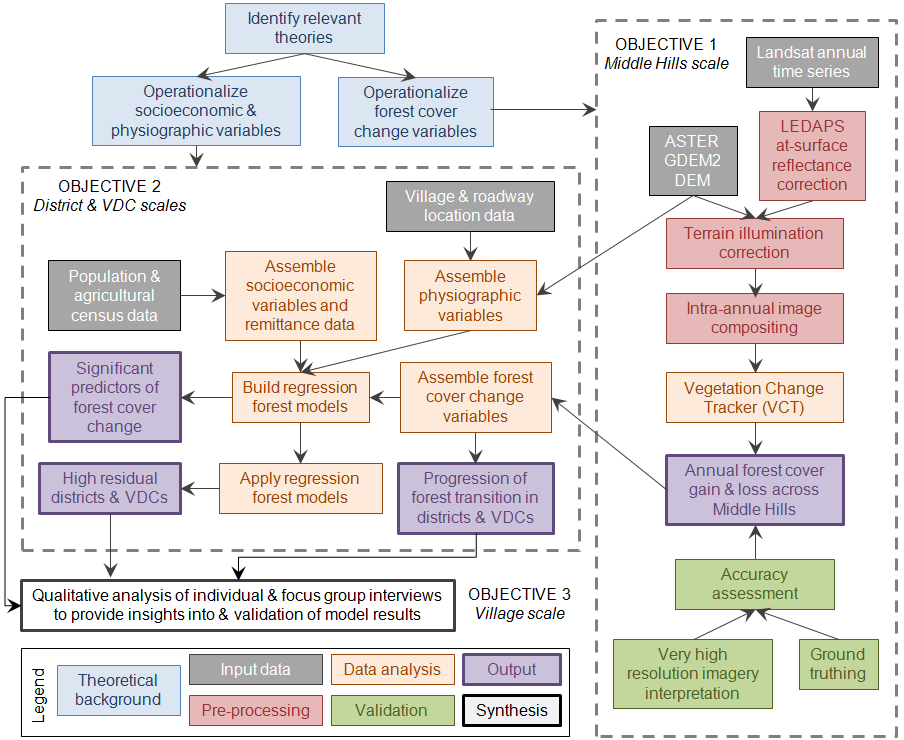 Identify relevant
theories
Operationalize
socioeconomic &
physiographic variables
Operationalize
forest cover
change variables
OBJECTIVE 1
Middle Hills scale
Landsat annual
time series
LEDAPS
at-surface
reflectance
correction
ASTER
GDEM2
DEM
Terrain illumination
correction
Intra-annual image
compositing
Vegetation Change
Tracker (VCT)
Annual forest cover
gain & loss across
Middle Hills
Accuracy
assessment
Very high
resolution imagery
interpretation
Ground
truthing
OBJECTIVE 2
District & VDC scales
Village & roadway
location data
Population &
agricultural
census data
Assemble
socioeconomic
variables and
remittance data
Assemble
physiographic
variables
Significant
predictors of
forest cover
change
Build regression
forest models
Assemble forest
cover change
variables
High residual
districts & VDCs
Apply regression
forest models
Progression of
forest transition in
districts & VDCs
Qualitative analysis of individual & focus group interviews
to provide insights into & validation of model results
OBJECTIVE 3
Village scale
Legend
Theoretical
background
Input data
Data analysis
Output
Pre-processing
Validation
Synthesis